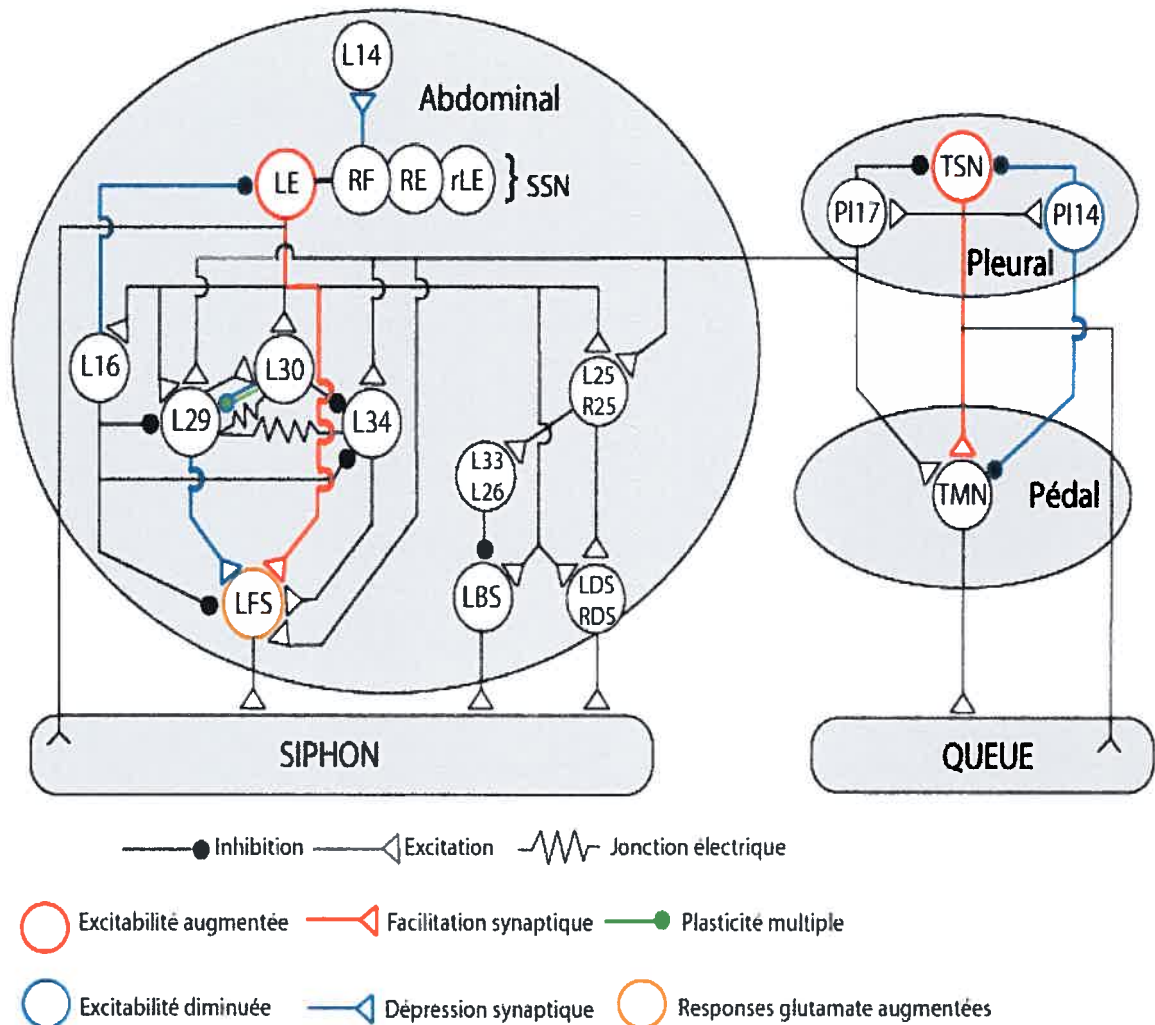 L14
Abdominal
LE RF RE rLE } SSN
TSN
PI17 PI14
Pleural
L16 L30
L29 L34
L25
R25
L33
L26
TMN Pédal
LFS LBS LDS
RDS
SIPHON QUEUE
Inhibition Excitation Jonction électrique
Excitabilité augmentée Facilitation synaptique Plasticité multiple
Excitabilité diminuée Dépression synaptique Responses glutamate augmentées